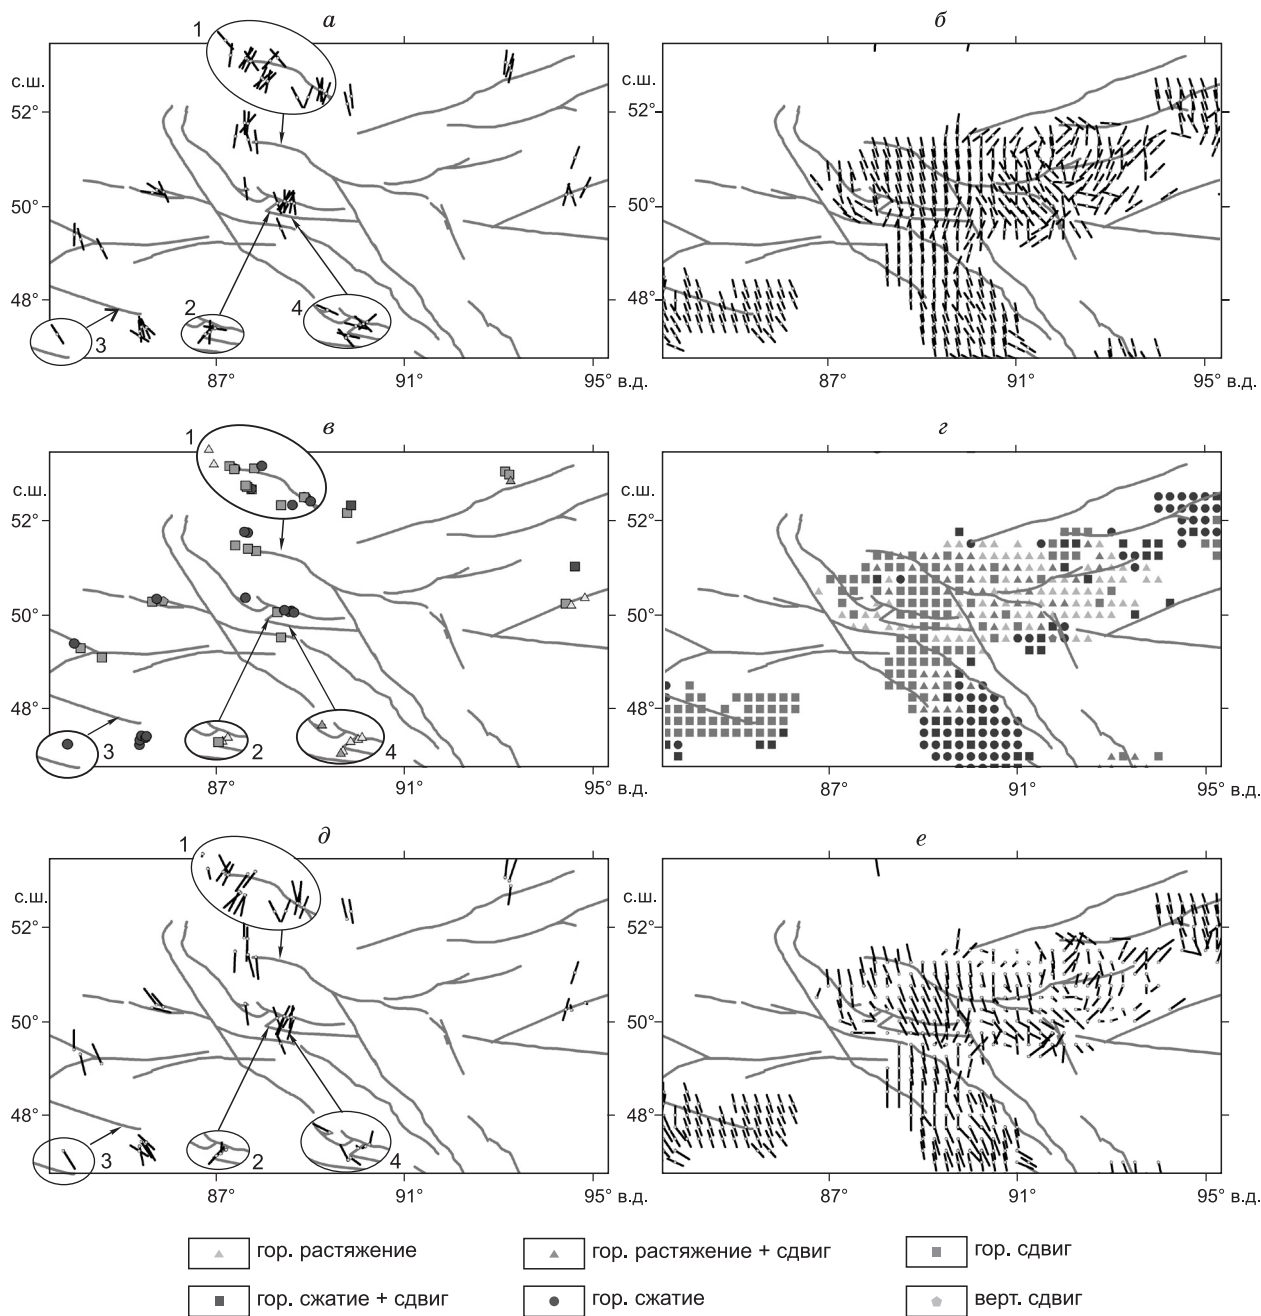 а
б
1
с.ш.
52°
50°
48°
2
4
3
87°
91°
95° в.д.
с.ш.
52°
50°
48°
87°
91°
95° в.д.
в
г
1
с.ш.
52°
50°
48°
3
2
4
87°
91°
95° в.д.
с.ш.
52°
50°
48°
87°
91°
95° в.д.
д
е
1
с.ш.
52°
50°
48°
3
2
4
87°
91°
95° в.д.
с.ш.
52°
50°
48°
87°
91°
95° в.д.
гор. растяжение
гор. растяжение + сдвиг
гор. сдвиг
гор. сжатие + сдвиг
гор. сжатие
верт. сдвиг